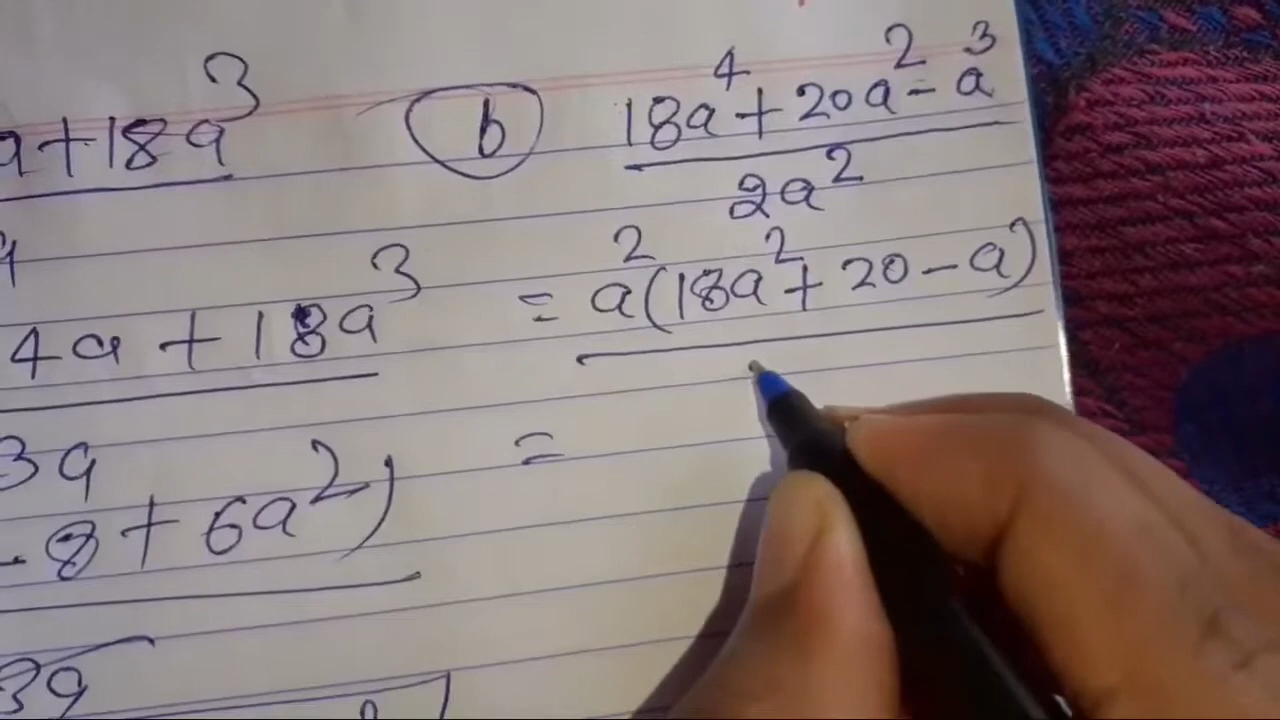 a+18a³
4a + 18a³
3a
-8 + 6a²)
3a
b
18a⁴+20a²-a³
2a²
= a²(18a²+20-a)
=